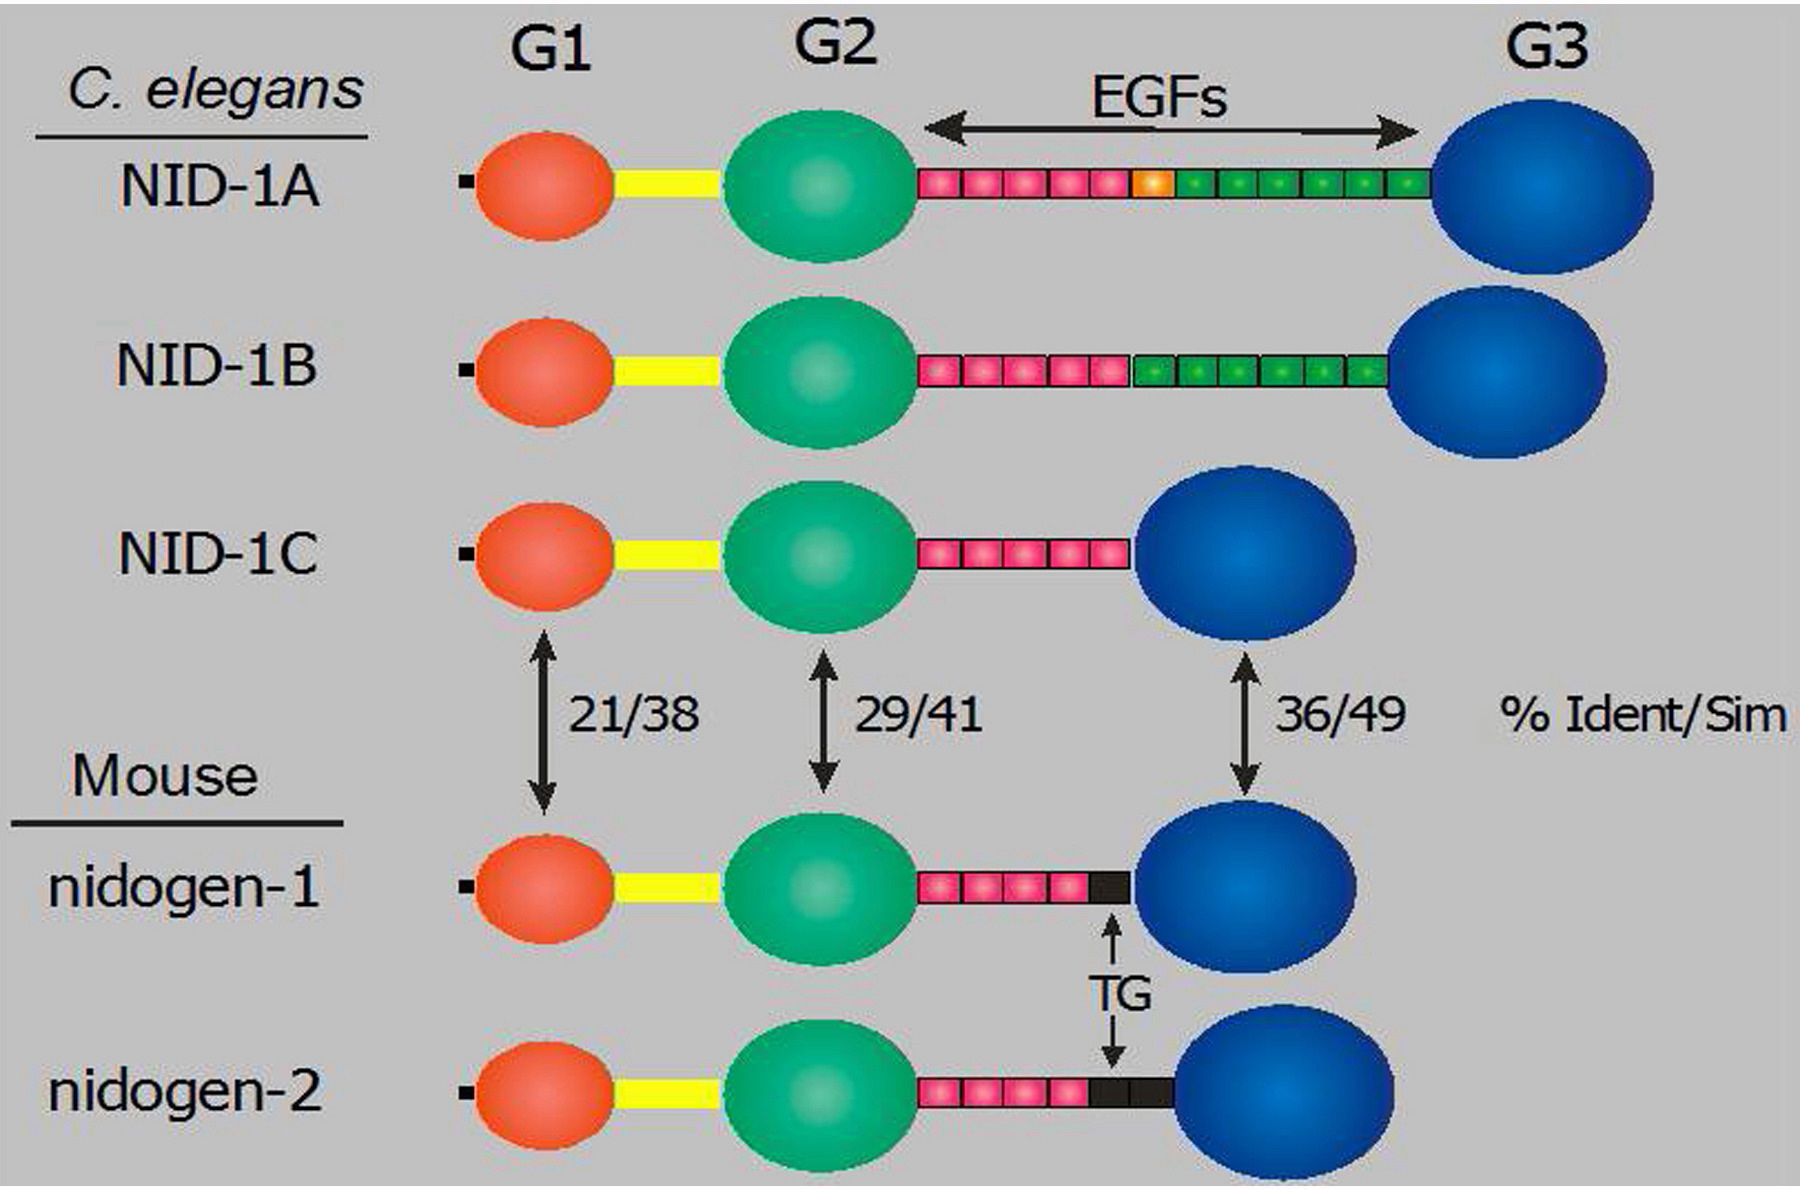 G1 G2 G3
C. elegans
EGFs
NID-1A
NID-1B
NID-1C
21/38 29/41 36/49 % Ident/Sim
Mouse
nidogen-1
TG
nidogen-2